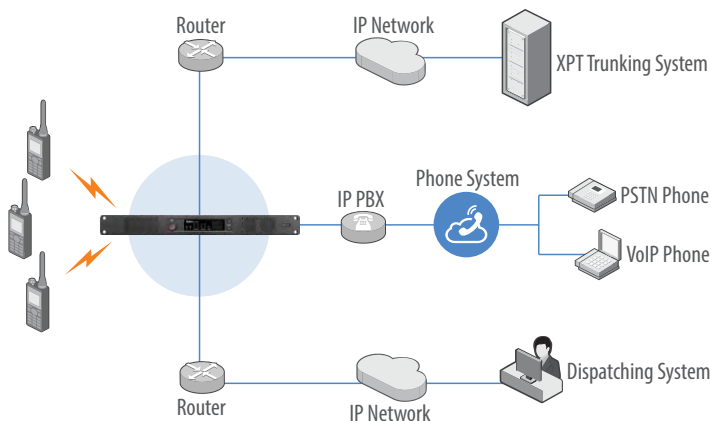 Router
IP Network
XPT Trunking System
IP PBX
Phone System
PSTN Phone
VoIP Phone
Dispatching System
Router
IP Network